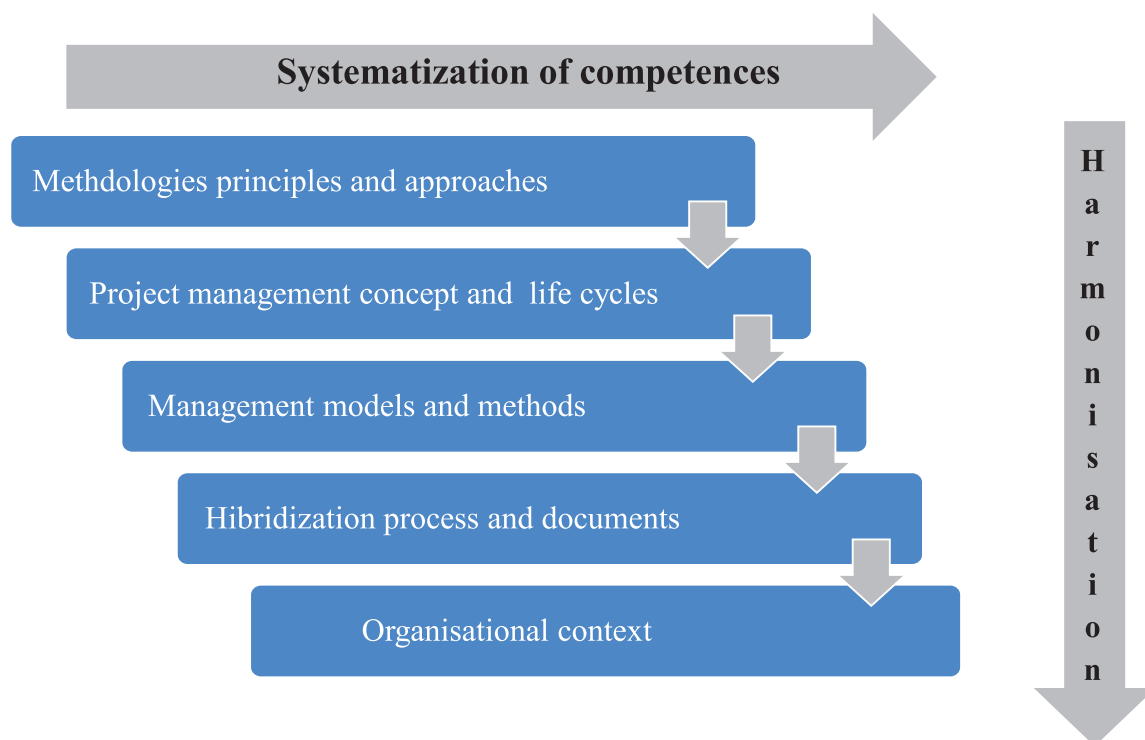 Systematization of competences
Methdologies principles and approaches
Project management concept and life cycles
Management models and methods
Hibridization process and documents
Organisational context
Harmonisation